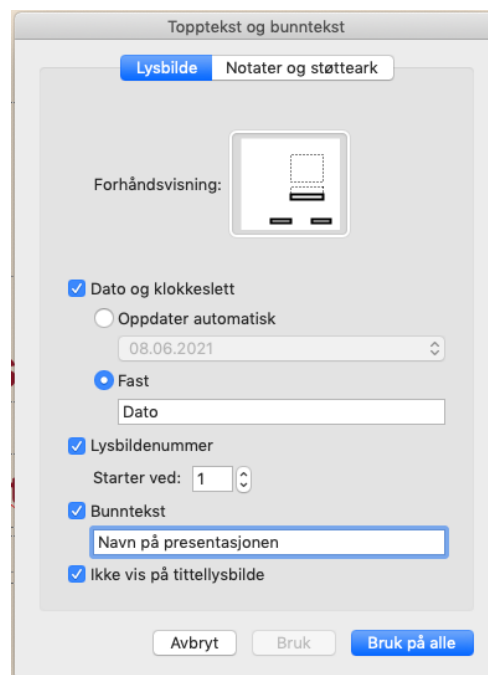 Topptekst og bunntekst
Lysbilde Notater og støtteark
Forhåndsvisning:
Dato og klokkeslett
Oppdater automatisk
08.06.2021
Fast
Dato
Lysbildenummer
Starter ved: 1
Bunntekst
Navn på presentasjonen
Ikke vis på tittellysbilde
Avbryt Bruk Bruk på alle